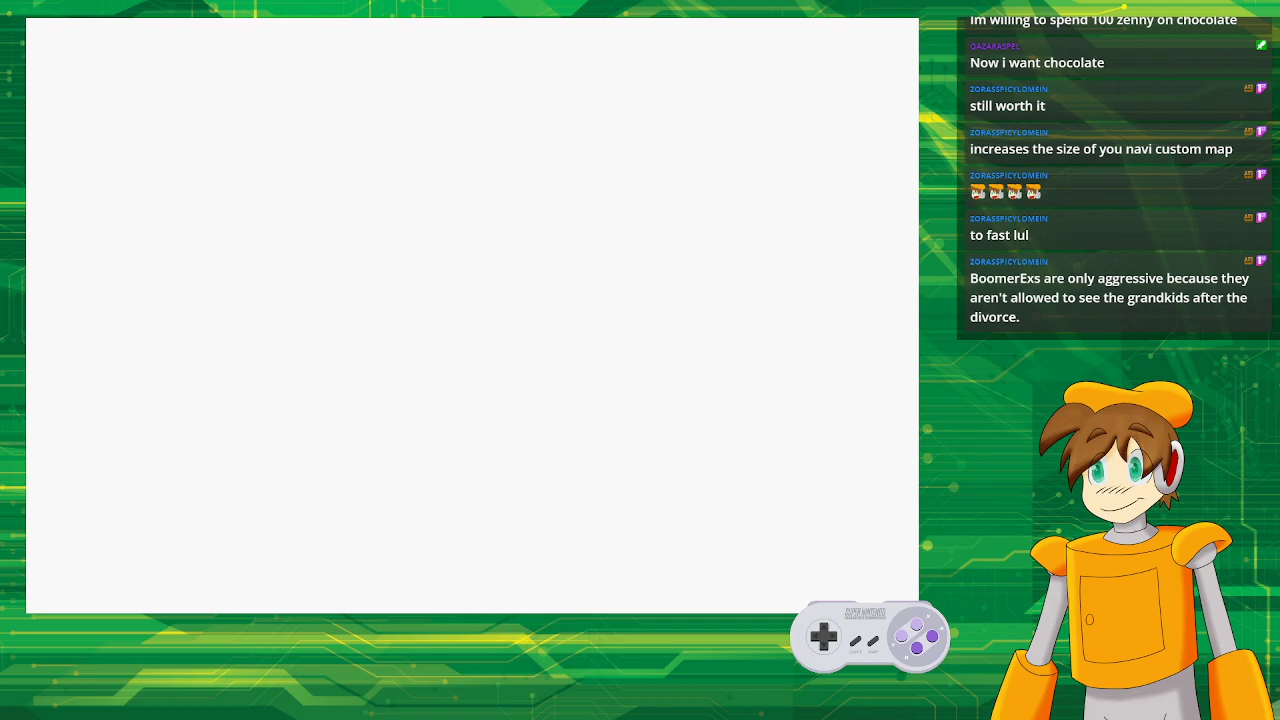 Im willing to spend 100 zenny on chocolate
QAZARASPEL
Now i want chocolate
ZORASSPICYLOMEIN
still worth it
ZORASSPICYLOMEIN
increases the size of you navi custom map
ZORASSPICYLOMEIN
ZORASSPICYLOMEIN
to fast lul
ZORASSPICYLOMEIN
BoomerExs are only aggressive because they
aren't allowed to see the grandkids after the
divorce.
SUPER NINTENDO